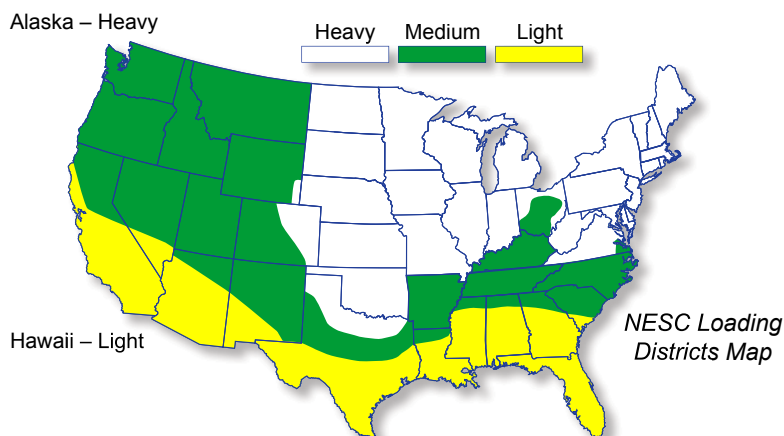 Alaska – Heavy
Heavy Medium Light
Hawaii – Light
NESC Loading
Districts Map